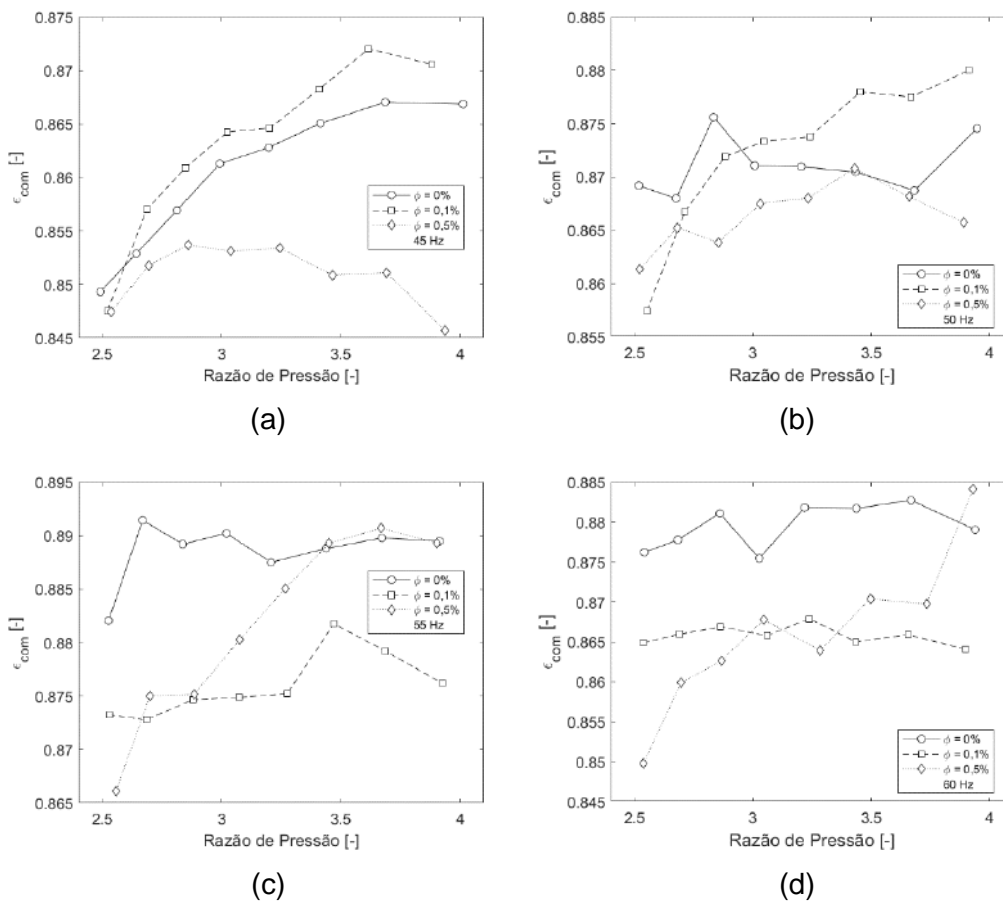 0.875
0.87
0.865
0.86
0.855
0.85
0.845
ϵcom [-]
2.5 3 3.5 4
Razão de Pressão [-]
ϕ = 0%
ϕ = 0,1%
ϕ = 0,5%
45 Hz
(a)
0.885
0.88
0.875
0.87
0.865
0.86
0.855
ϵcom [-]
2.5 3 3.5 4
Razão de Pressão [-]
ϕ = 0%
ϕ = 0,1%
ϕ = 0,5%
50 Hz
(b)
0.895
0.89
0.885
0.88
0.875
0.87
0.865
ϵcom [-]
2.5 3 3.5 4
Razão de Pressão [-]
ϕ = 0%
ϕ = 0,1%
ϕ = 0,5%
55 Hz
(c)
0.885
0.88
0.875
0.87
0.865
0.86
0.855
0.85
0.845
ϵcom [-]
2.5 3 3.5 4
Razão de Pressão [-]
ϕ = 0%
ϕ = 0,1%
ϕ = 0,5%
60 Hz
(d)